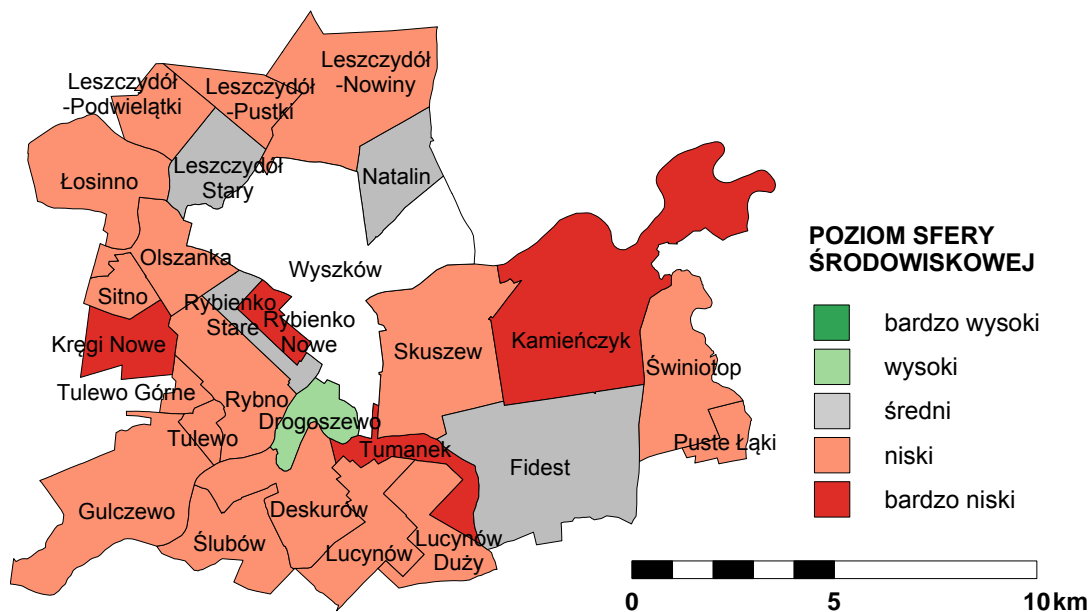 Leszczydół
-Nowiny
Leszczydół
-Podwielątki
Leszczydół
-Pustki
Leszczydół
Stary
Natalin
Łosinno
Olszanka
Wyszków
Sitno
Rybienko
Stare
Rybienko
Nowe
Kręgi Nowe
Skuszew
Kamieńczyk
Świniotop
Tulewo Górne
Rybno
Drogoszewo
Tulewo
Tumanek
Puste Łąki
Fidest
Gulczewo
Deskurów
Ślubów
Lucynów
Lucynów
Duży
POZIOM SFERY
ŚRODOWISKOWEJ
bardzo wysoki
wysoki
średni
niski
bardzo niski
0 5 10 km